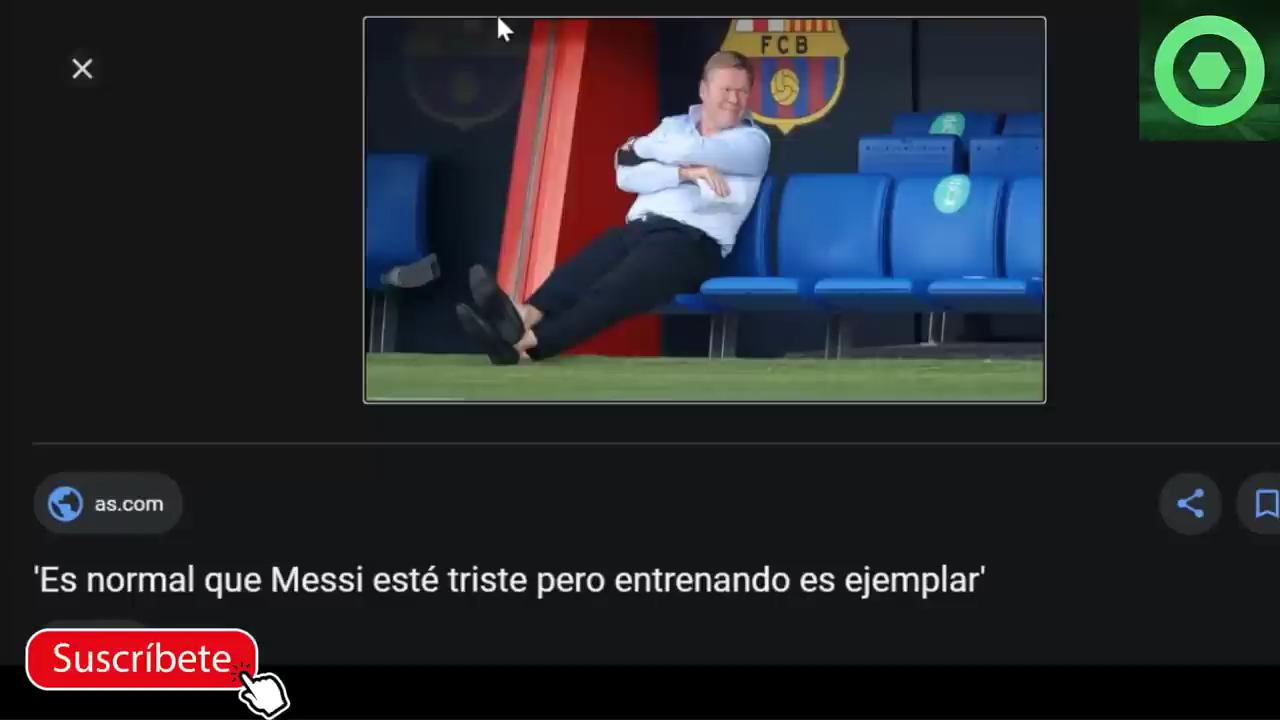 FCB
as.com
'Es normal que Messi esté triste pero entrenando es ejemplar'
Suscríbete